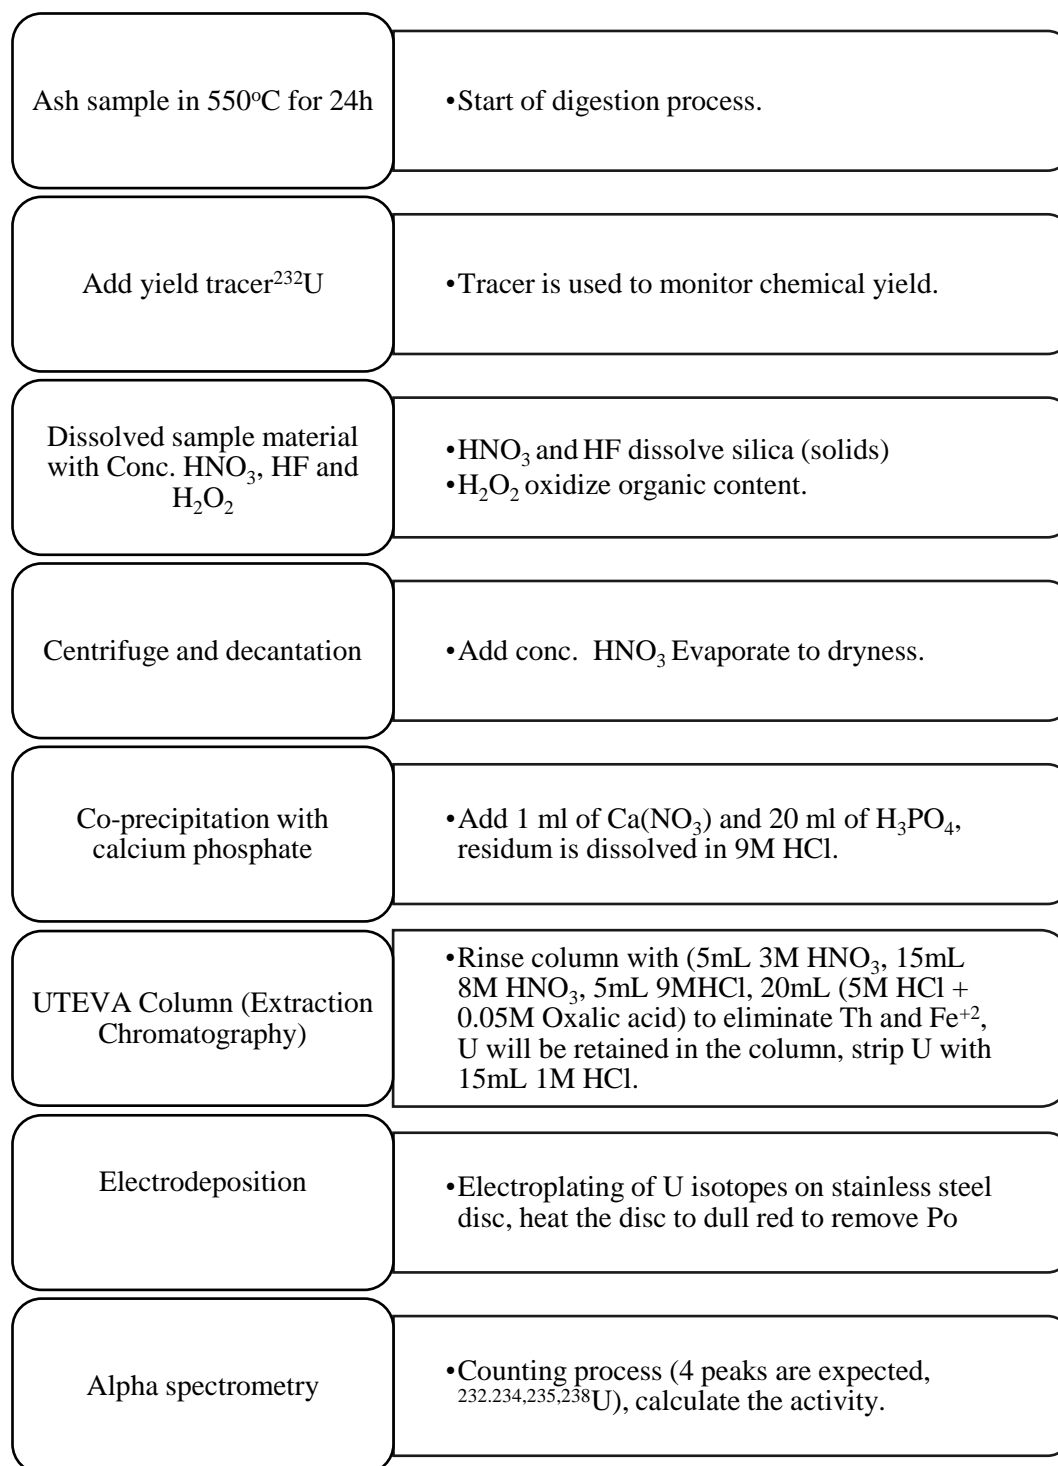 Ash sample in 550°C for 24h
•Start of digestion process.
Add yield tracer²³²U
•Tracer is used to monitor chemical yield.
Dissolved sample material
with Conc. HNO₃, HF and
H₂O₂
•HNO₃ and HF dissolve silica (solids)
•H₂O₂ oxidize organic content.
Centrifuge and decantation
•Add conc. HNO₃ Evaporate to dryness.
Co-precipitation with
calcium phosphate
•Add 1 ml of Ca(NO₃) and 20 ml of H₃PO₄,
residum is dissolved in 9M HCl.
UTEVA Column (Extraction
Chromatography)
•Rinse column with (5mL 3M HNO₃, 15mL
8M HNO₃, 5mL 9MHCl, 20mL (5M HCl +
0.05M Oxalic acid) to eliminate Th and Fe⁺²,
U will be retained in the column, strip U with
15mL 1M HCl.
Electrodeposition
•Electroplating of U isotopes on stainless steel
disc, heat the disc to dull red to remove Po
Alpha spectrometry
•Counting process (4 peaks are expected,
²³²·²³⁴,²³⁵,²³⁸U), calculate the activity.